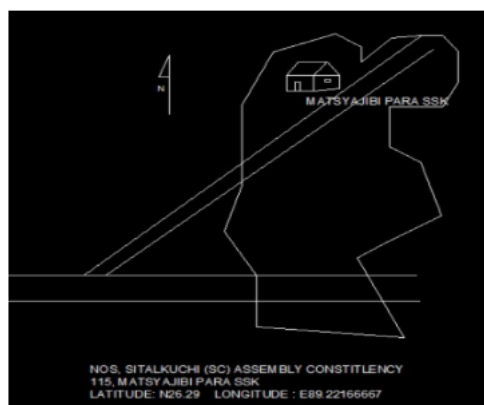 N
MATSYAJIBI PARA SSK
NOS, SITALKUCHI (SC) ASSEMBLY CONSTITLENCY
115, MATSYAJIBI PARA SSK
LATITUDE: N26.29 LONGITUDE : E89.22166667